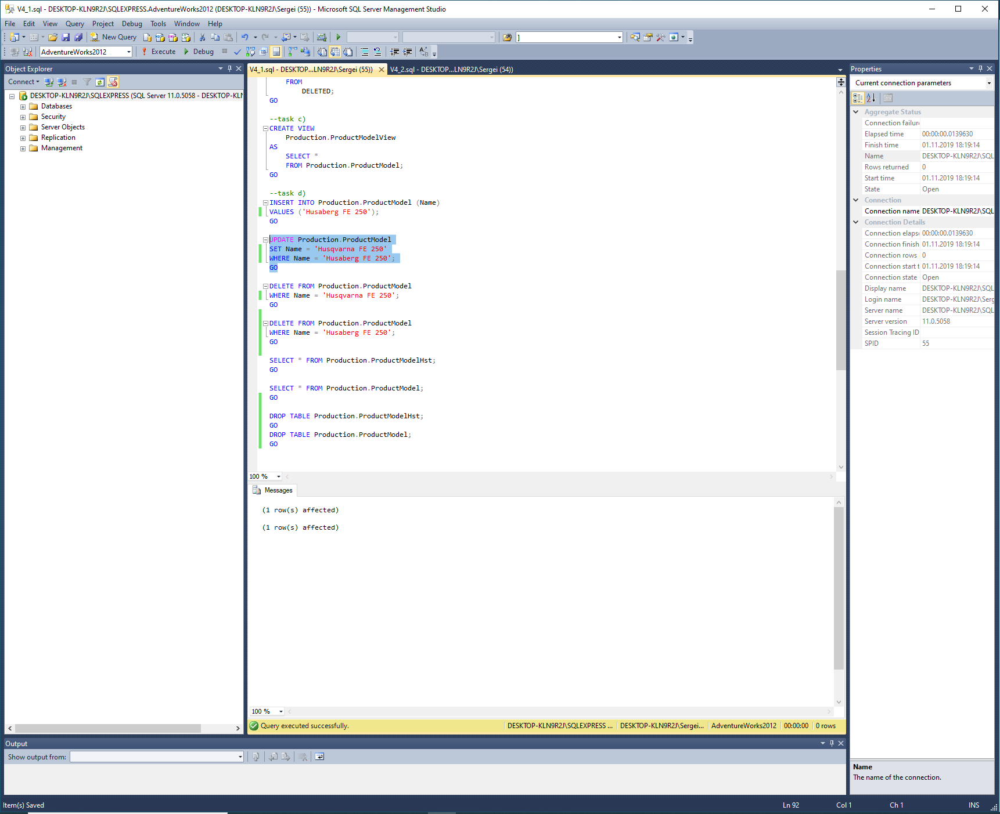 V4_1.sql - DESKTOP-KLN9R2J\SQLEXPRESS.AdventureWorks2012 (DESKTOP-KLN9R2J\Sergei (55)) - Microsoft SQL Server Management Studio
File Edit View Query Project Debug Tools Window Help
New Query ]
AdventureWorks2012 Execute Debug
Object Explorer
Connect
DESKTOP-KLN9R2J\SQLEXPRESS (SQL Server 11.0.5058 - DESKTOP-KLN
Databases
Security
Server Objects
Replication
Management
V4_1.sql - DESKTOP...LN9R2J\Sergei (55)) V4_2.sql - DESKTOP...LN9R2J\Sergei (54))
FROM
DELETED;
GO
--task c)
CREATE VIEW
Production.ProductModelView
AS
SELECT *
FROM Production.ProductModel;
GO
--task d)
INSERT INTO Production.ProductModel (Name)
VALUES ('Husaberg FE 250');
GO
UPDATE Production.ProductModel
SET Name = 'Husqvarna FE 250'
WHERE Name = 'Husaberg FE 250';
GO
DELETE FROM Production.ProductModel
WHERE Name = 'Husqvarna FE 250';
GO
DELETE FROM Production.ProductModel
WHERE Name = 'Husaberg FE 250';
GO
SELECT * FROM Production.ProductModelHst;
GO
SELECT * FROM Production.ProductModel;
GO
DROP TABLE Production.ProductModelHst;
GO
DROP TABLE Production.ProductModel;
GO
100 %
Messages
(1 row(s) affected)
(1 row(s) affected)
100 %
Query executed successfully. DESKTOP-KLN9R2J\SQLEXPRESS ... DESKTOP-KLN9R2J\Sergei... AdventureWorks2012 00:00:00 0 rows
Properties
Current connection parameters
Aggregate Status
Connection failur
Elapsed time 00:00:00.0139630
Finish time 01.11.2019 18:19:14
Name DESKTOP-KLN9R2J\SQL
Rows returned 0
Start time 01.11.2019 18:19:14
State Open
Connection
Connection name DESKTOP-KLN9R2J\SQL
Connection Details
Connection elaps 00:00:00.0139630
Connection finish 01.11.2019 18:19:14
Connection rows 0
Connection start t 01.11.2019 18:19:14
Connection state Open
Display name DESKTOP-KLN9R2J\SQL
Login name DESKTOP-KLN9R2J\Serg
Server name DESKTOP-KLN9R2J\SQL
Server version 11.0.5058
Session Tracing ID
SPID 55
Name
The name of the connection.
Output
Show output from:
Item(s) Saved Ln 92 Col 1 Ch 1 INS